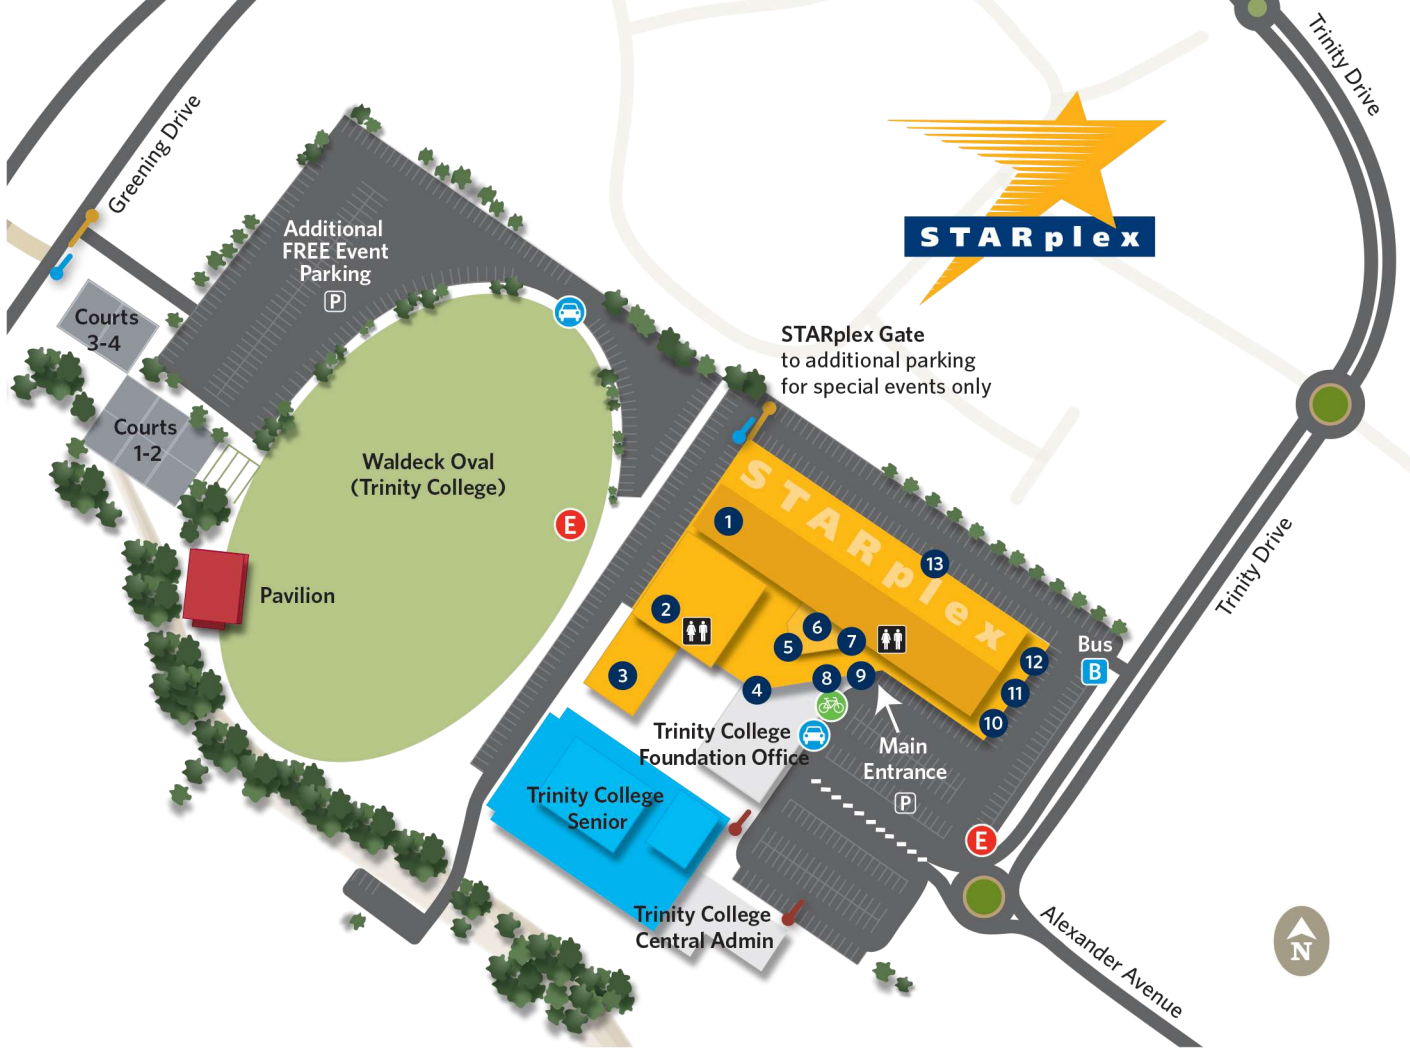 Trinity Drive
Greening Drive
Additional
FREE Event
Parking
P
STARplex
Courts
3-4
STARplex Gate
to additional parking
for special events only
Courts
1-2
Waldeck Oval
(Trinity College)
E
STARplex
1
13
Trinity Drive
Pavilion
2
6
7
5
Bus
B
12
3
4
8
9
11
10
Trinity College
Foundation Office
Main
Entrance
P
Trinity College
Senior
E
Trinity College
Central Admin
Alexander Avenue
N